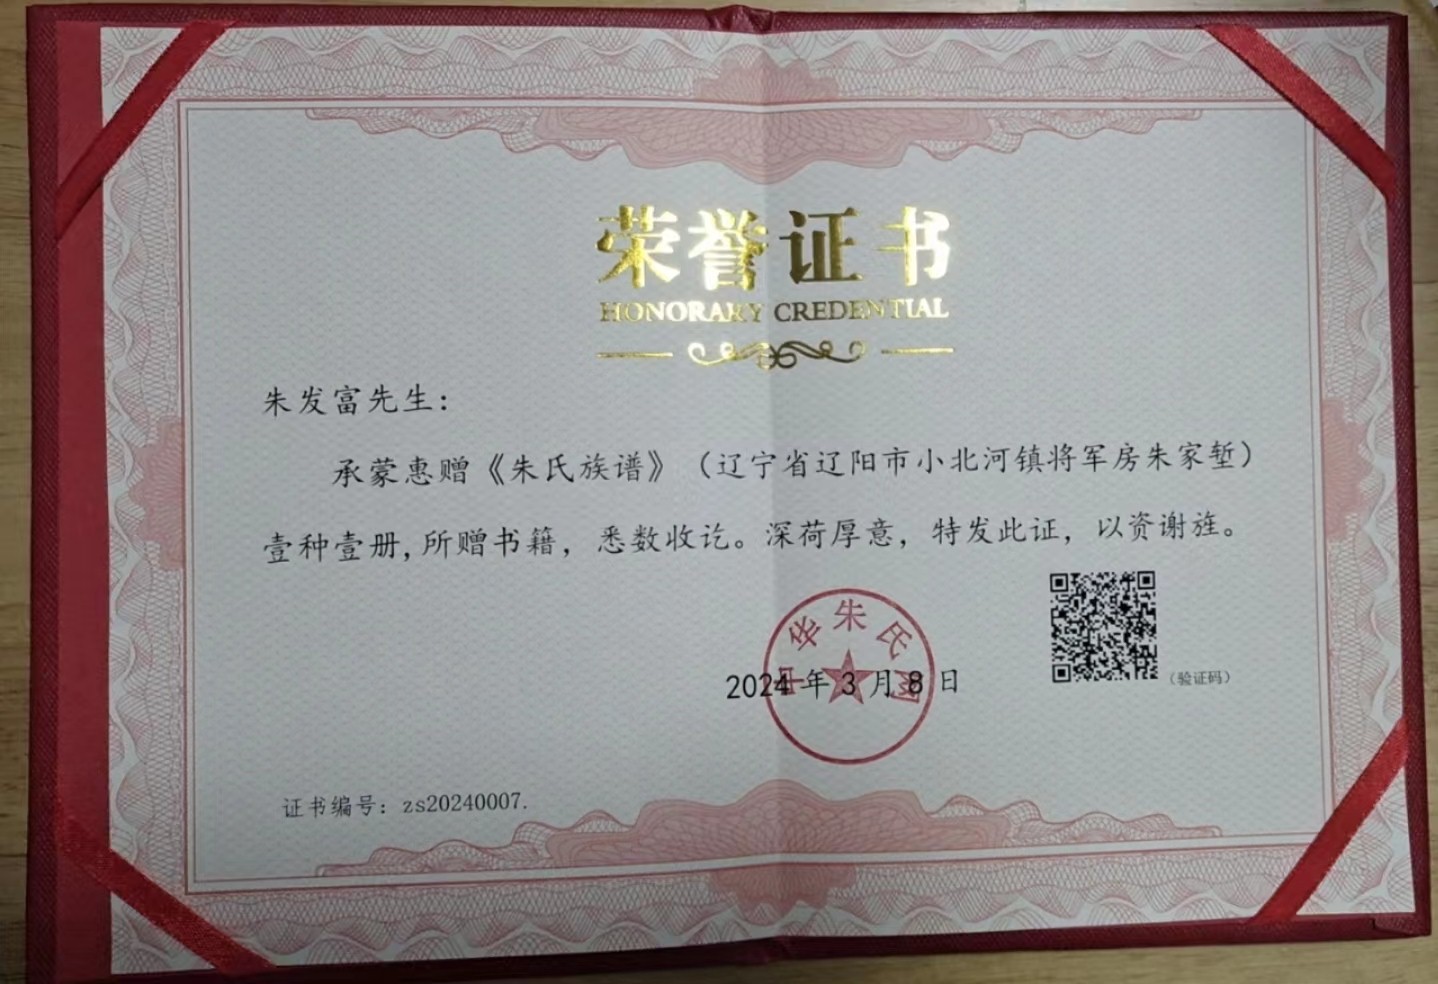 荣誉证书
HONORARY CREDENTIAL
朱发富先生：
承蒙惠赠《朱氏族谱》（辽宁省辽阳市小北河镇将军房朱家堑）
壹种壹册，所赠书籍，悉数收讫。深荷厚意，特发此证，以资谢旌。
中华朱氏网
2024年3月8日
（验证码）
证书编号：zs20240007.